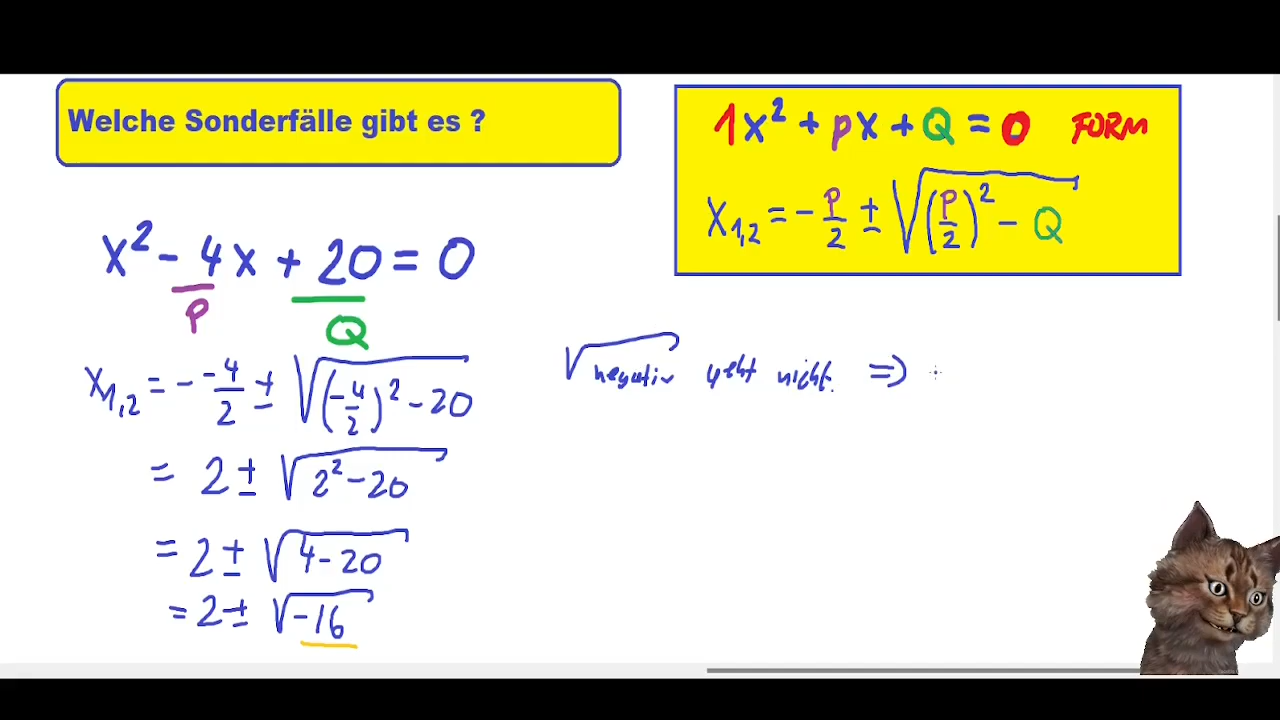 Welche Sonderfälle gibt es ?
1x² + px + Q = 0 FORM
x₁,₂ = - p/2 ± √((p/2)² - Q)
x² - 4x + 20 = 0
P Q
x₁,₂ = - -4/2 ± √((-4/2)² - 20)
= 2 ± √(2² - 20)
= 2 ± √(4 - 20)
= 2 ± √(-16)
√negativ geht nicht. ⇒